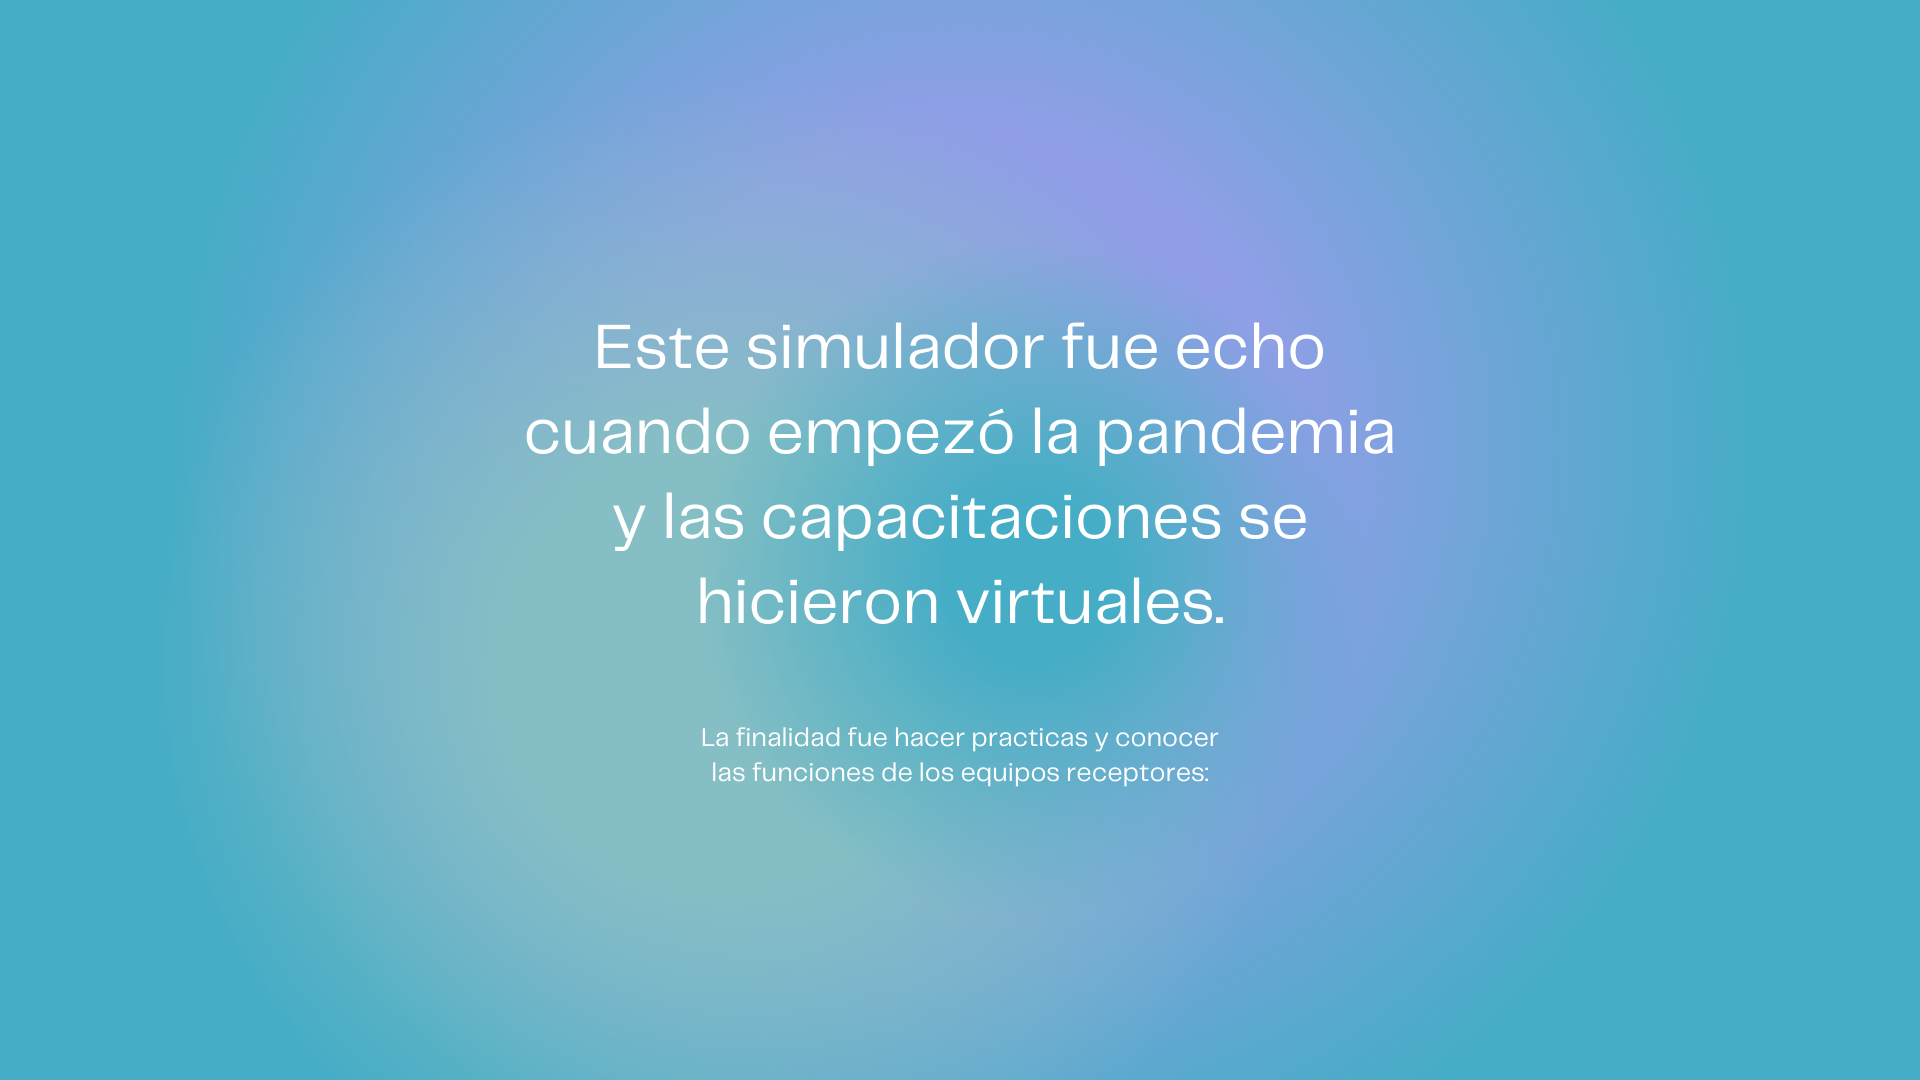 Este simulador fue echo
cuando empezó la pandemia
y las capacitaciones se
hicieron virtuales.
La finalidad fue hacer practicas y conocer
las funciones de los equipos receptores: